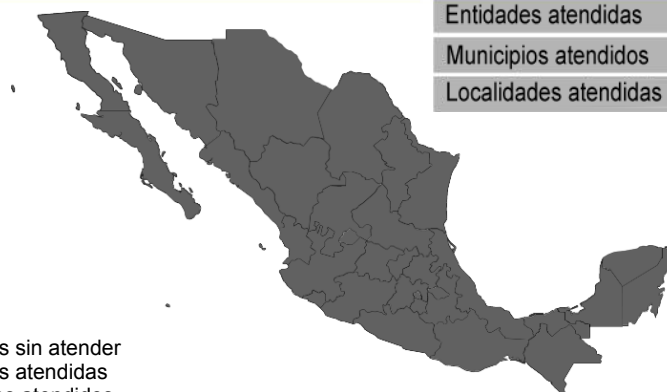 Entidades atendidas
Municipios atendidos
Localidades atendidas
s sin atender
s atendidas